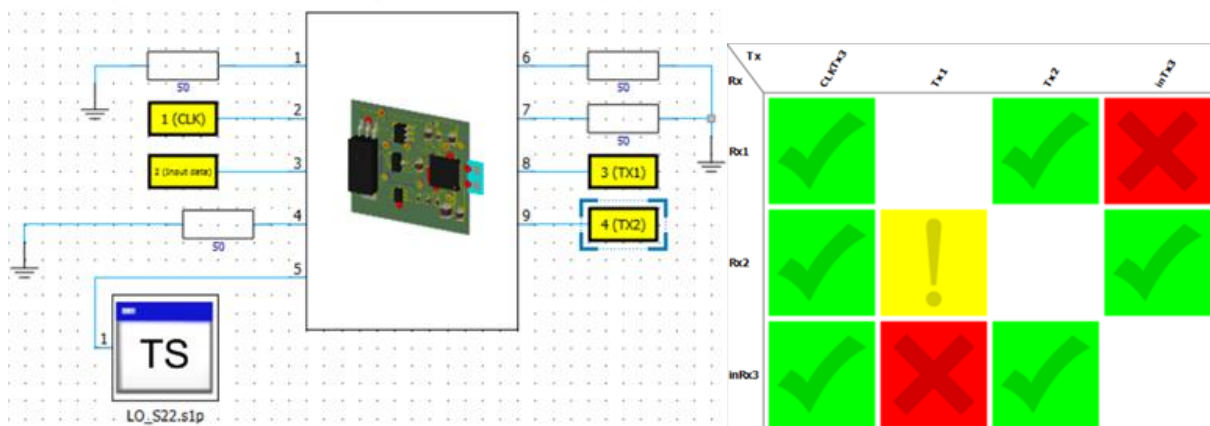 1
50
1 (CLK)
2
2 (Input data)
3
4
50
5
1
TS
LO_S22.s1p
6
50
7
50
8
3 (TX1)
9
4 (TX2)
Tx
Rx
CLKTx3
Tx1
Tx2
inTx3
Rx1
Rx2
inRx3